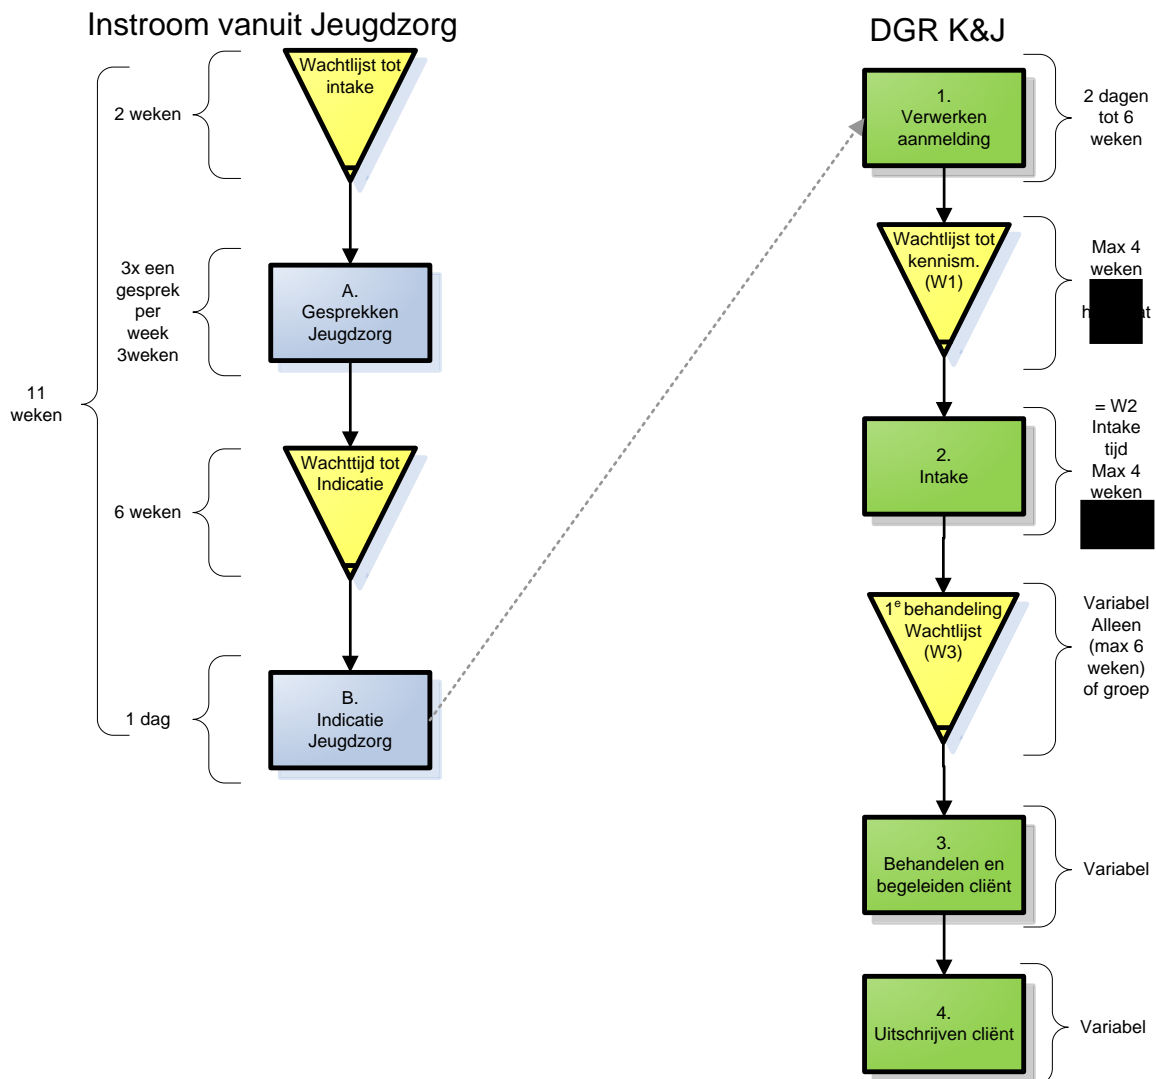 Instroom vanuit Jeugdzorg
11
weken
2 weken
Wachtlijst tot
intake
3x een
gesprek
per
week
3weken
A.
Gesprekken
Jeugdzorg
6 weken
Wachttijd tot
Indicatie
1 dag
B.
Indicatie
Jeugdzorg
DGR K&J
1.
Verwerken
aanmelding
2 dagen
tot 6
weken
Wachtlijst tot
kennism.
(W1)
Max 4
weken
2.
Intake
= W2
Intake
tijd
Max 4
weken
1e behandeling
Wachtlijst
(W3)
Variabel
Alleen
(max 6
weken)
of groep
3.
Behandelen en
begeleiden cliënt
Variabel
4.
Uitschrijven cliënt
Variabel